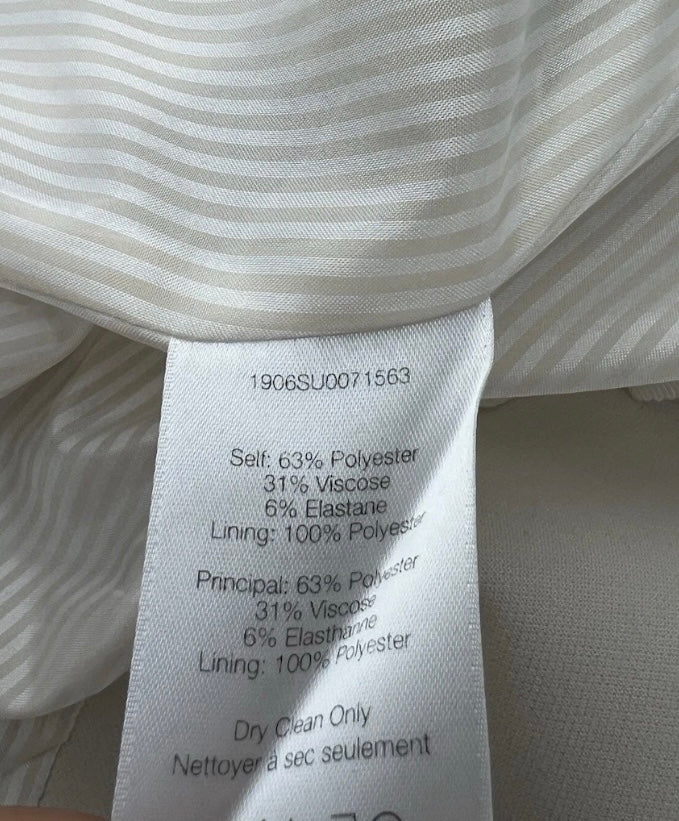 1906SU0071563
Self: 63% Polyester
31% Viscose
6% Elastane
Lining: 100% Polyester
Principal: 63% Polyester
31% Viscose
6% Elasthanne
Lining: 100% Polyester
Dry Clean Only
Nettoyer à sec seulement